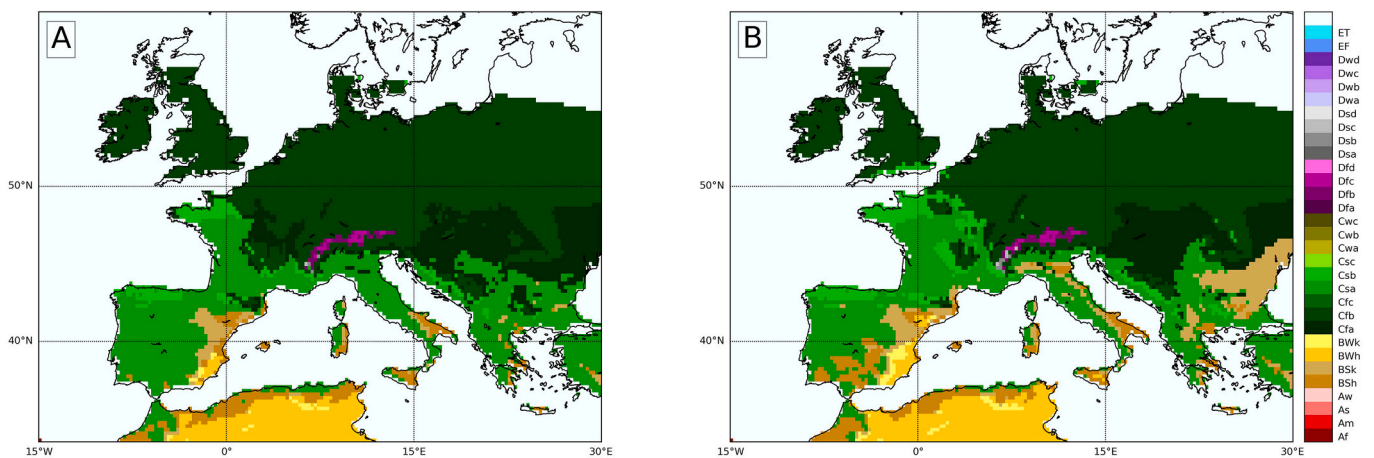 A
50°N
40°N
15°W
0°
15°E
30°E
B
50°N
40°N
15°W
0°
15°E
30°E
ET
EF
Dwd
Dwc
Dwb
Dwa
Dsd
Dsc
Dsb
Dsa
Dfd
Dfc
Dfb
Dfa
Cwc
Cwb
Cwa
Csc
Csb
Csa
Cfc
Cfb
Cfa
BWk
BWh
BSk
BSh
Aw
As
Am
Af